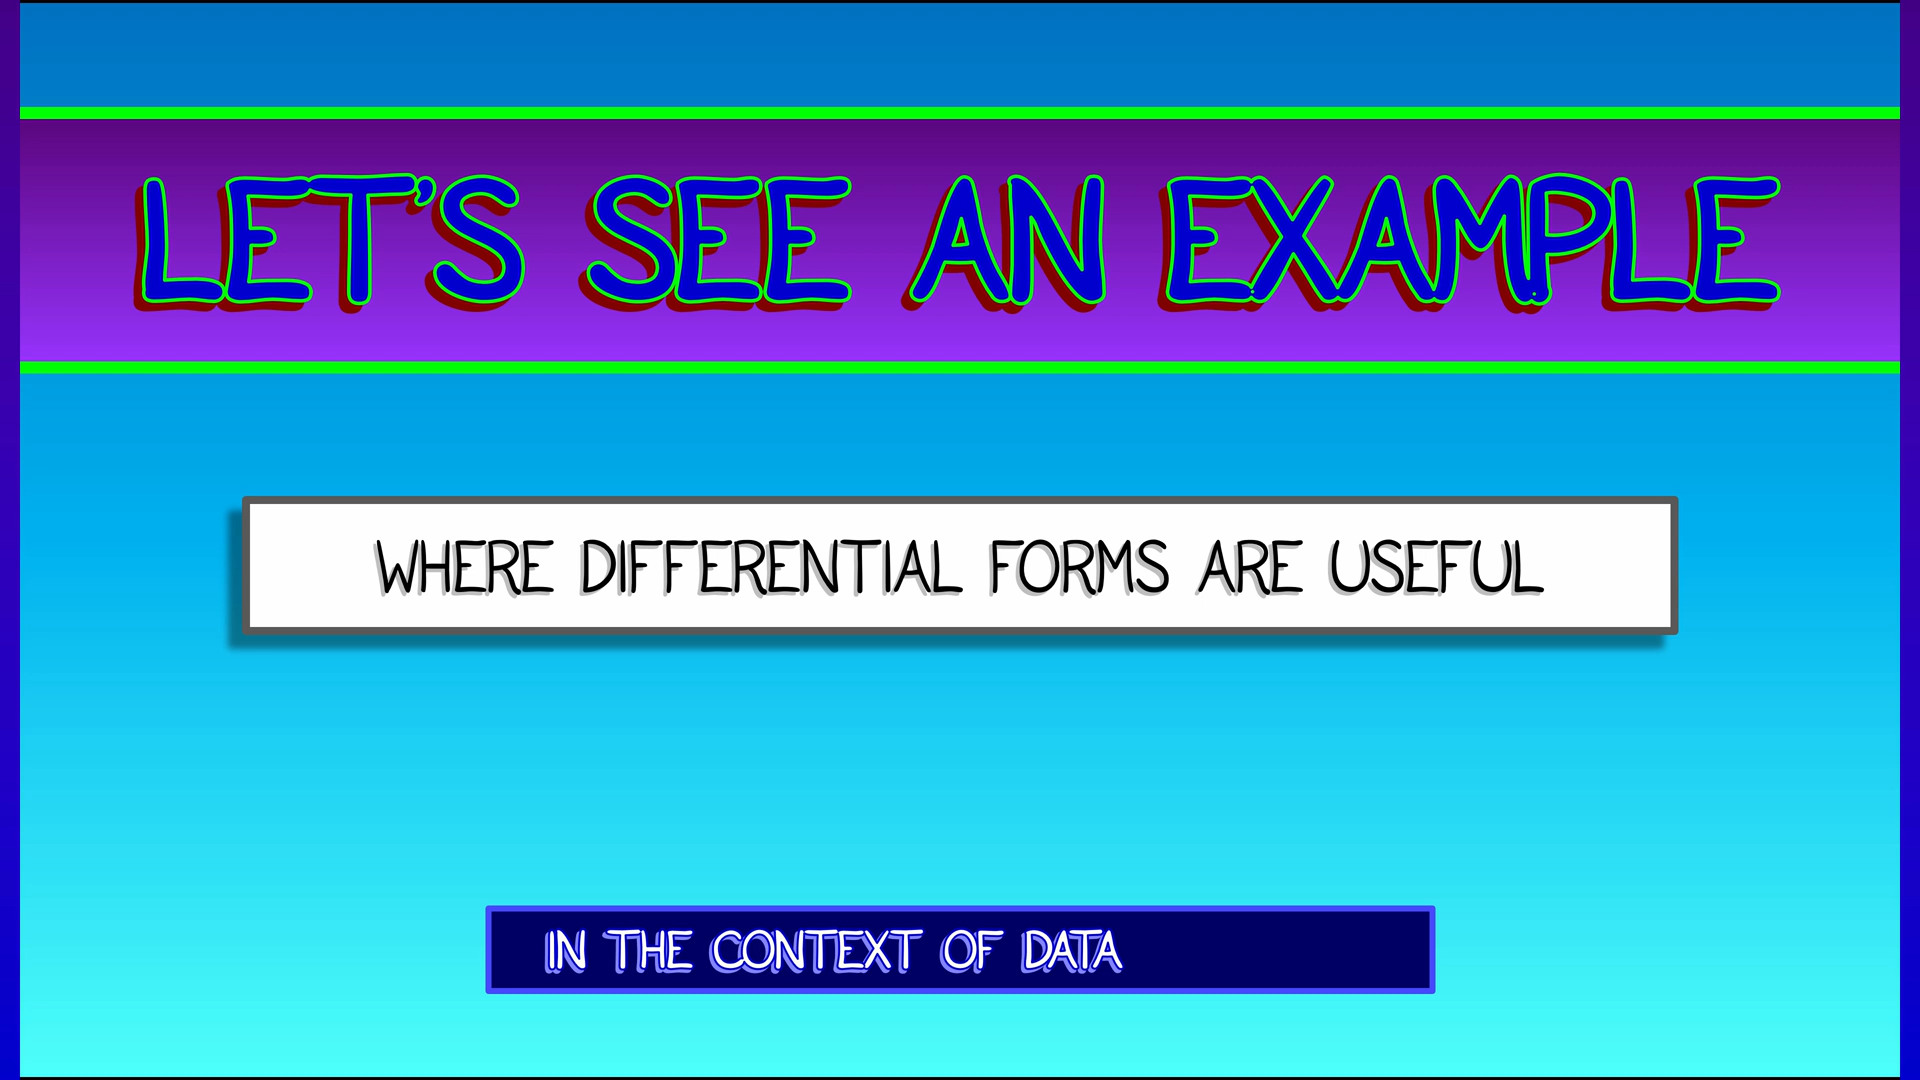 LET'S SEE AN EXAMPLE
WHERE DIFFERENTIAL FORMS ARE USEFUL
IN THE CONTEXT OF DATA